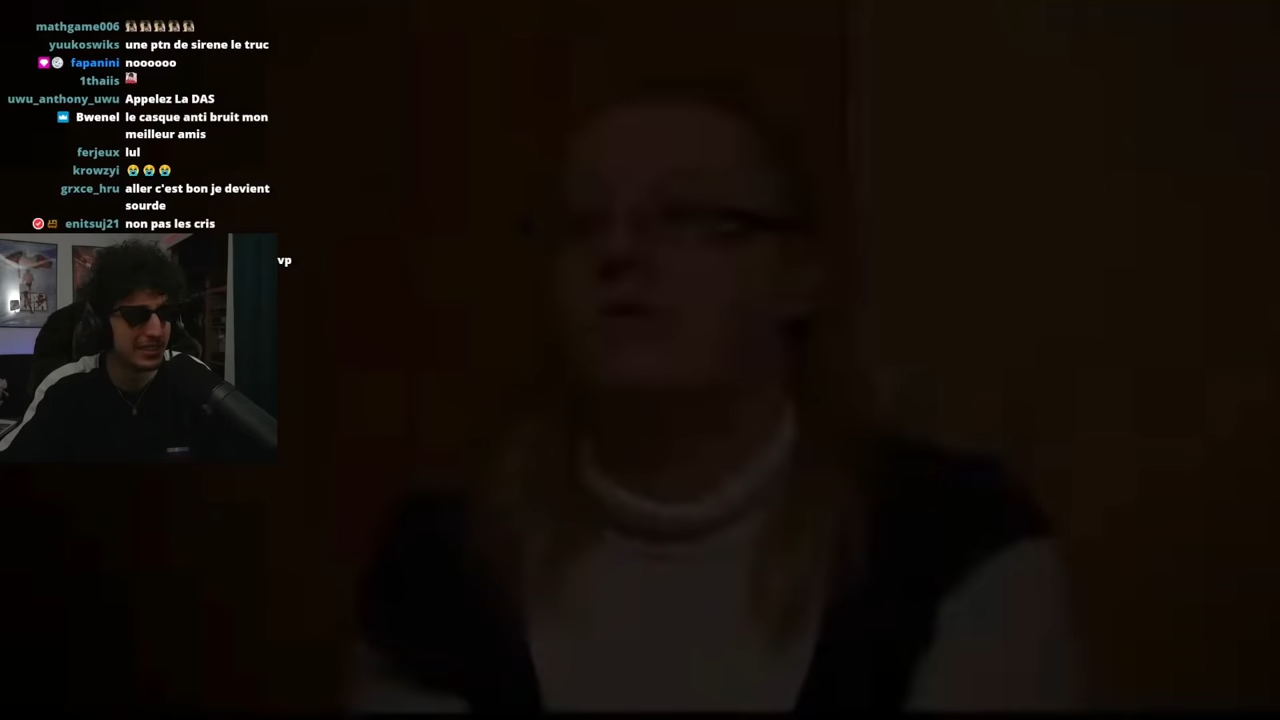 mathgame006
yuukoswiks une ptn de sirene le truc
fapanini noooooo
1thaiis
uwu_anthony_uwu Appelez La DAS
Bwenel le casque anti bruit mon
meilleur amis
ferjeux lul
krowzyi 😭 😭 😭
grxce_hru aller c'est bon je devient
sourde
enitsuj21 non pas les cris
vp